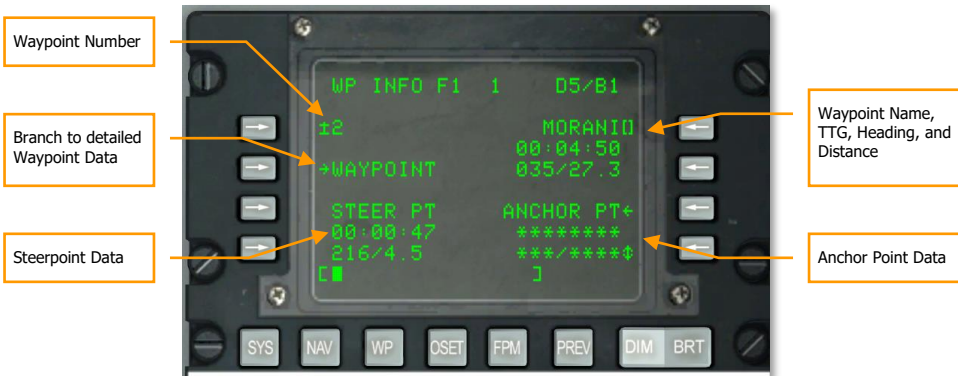 Waypoint Number
Branch to detailed
Waypoint Data
Steerpoint Data
WP INFO F1 1 D5/B1
±2 MORANI[]
00:04:50
→WAYPOINT 035/27.3
STEER PT ANCHOR PT←
00:00:47 ********
216/4.5 ***/****↕
[ ]
Waypoint Name,
TTG, Heading, and
Distance
Anchor Point Data
SYS NAV WP OSET FPM PREV DIM BRT